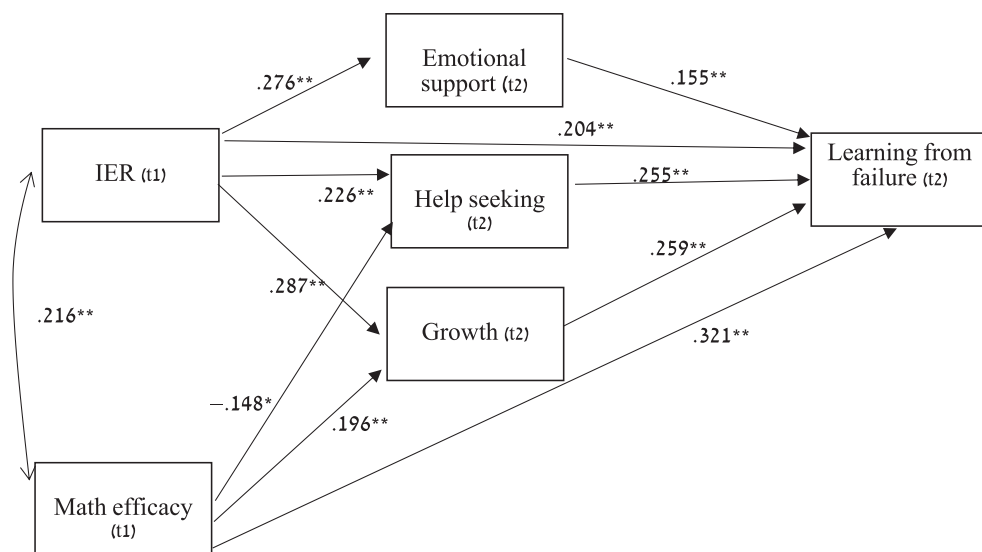 Emotional
support (t2)
.276**
.155**
.204**
IER (t1)
Learning from
failure (t2)
.226**
Help seeking
(t2)
.255**
.259**
.287**
.216**
Growth (t2)
.321**
–.148*
.196**
Math efficacy
(t1)